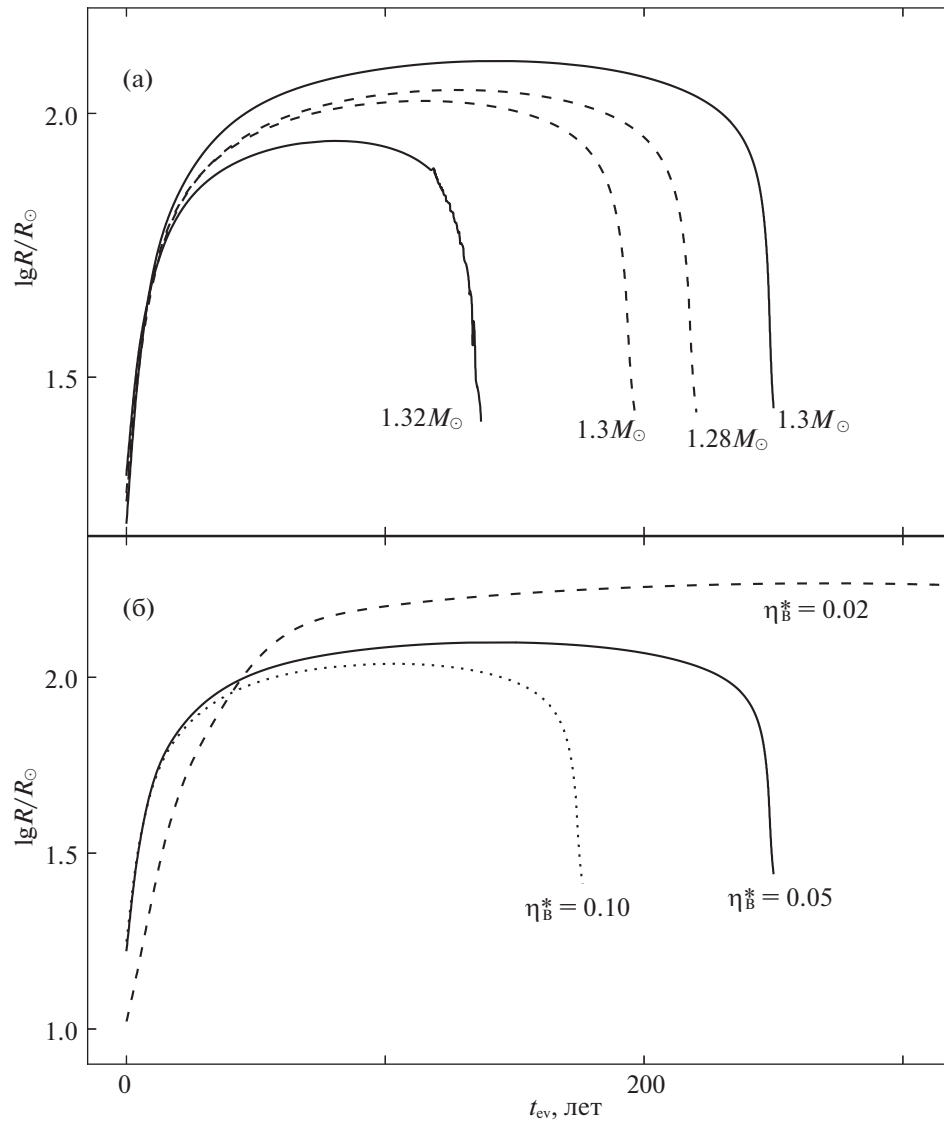 (а)
2.0
lgR/R☉
1.5
1.32M☉
1.3M☉
1.28M☉
1.3M☉
(б)
η*B = 0.02
2.0
lgR/R☉
1.5
η*B = 0.10
η*B = 0.05
1.0
0
200
tev, лет